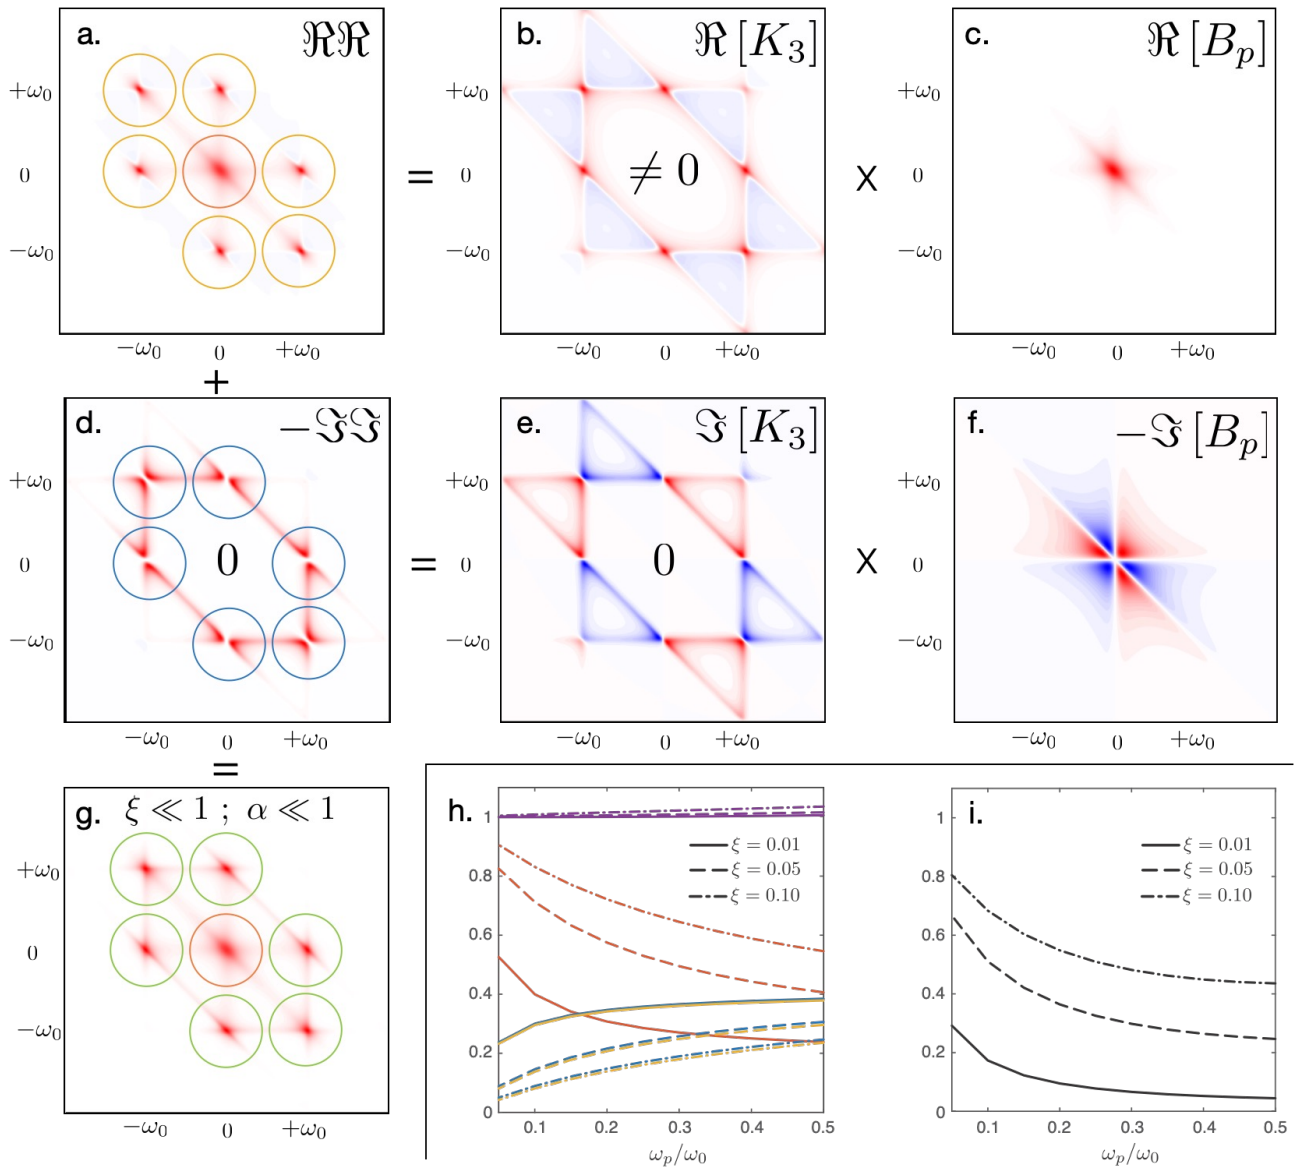 a. ℜℜ
+ω₀
0
−ω₀
−ω₀ 0 +ω₀
=
b. ℜ [K₃]
+ω₀
0
−ω₀
≠ 0
−ω₀ 0 +ω₀
X
c. ℜ [Bₚ]
+ω₀
0
−ω₀
−ω₀ 0 +ω₀
+
d. −ℑℑ
+ω₀
0
−ω₀
0
−ω₀ 0 +ω₀
=
e. ℑ [K₃]
+ω₀
0
−ω₀
0
−ω₀ 0 +ω₀
X
f. −ℑ [Bₚ]
+ω₀
0
−ω₀
−ω₀ 0 +ω₀
=
g. ξ ≪ 1 ; α ≪ 1
+ω₀
0
−ω₀
−ω₀ 0 +ω₀
h.
ξ = 0.01
ξ = 0.05
ξ = 0.10
1
0.8
0.6
0.4
0.2
0
0.1 0.2 0.3 0.4 0.5
ωₚ/ω₀
i.
ξ = 0.01
ξ = 0.05
ξ = 0.10
1
0.8
0.6
0.4
0.2
0
0.1 0.2 0.3 0.4 0.5
ωₚ/ω₀